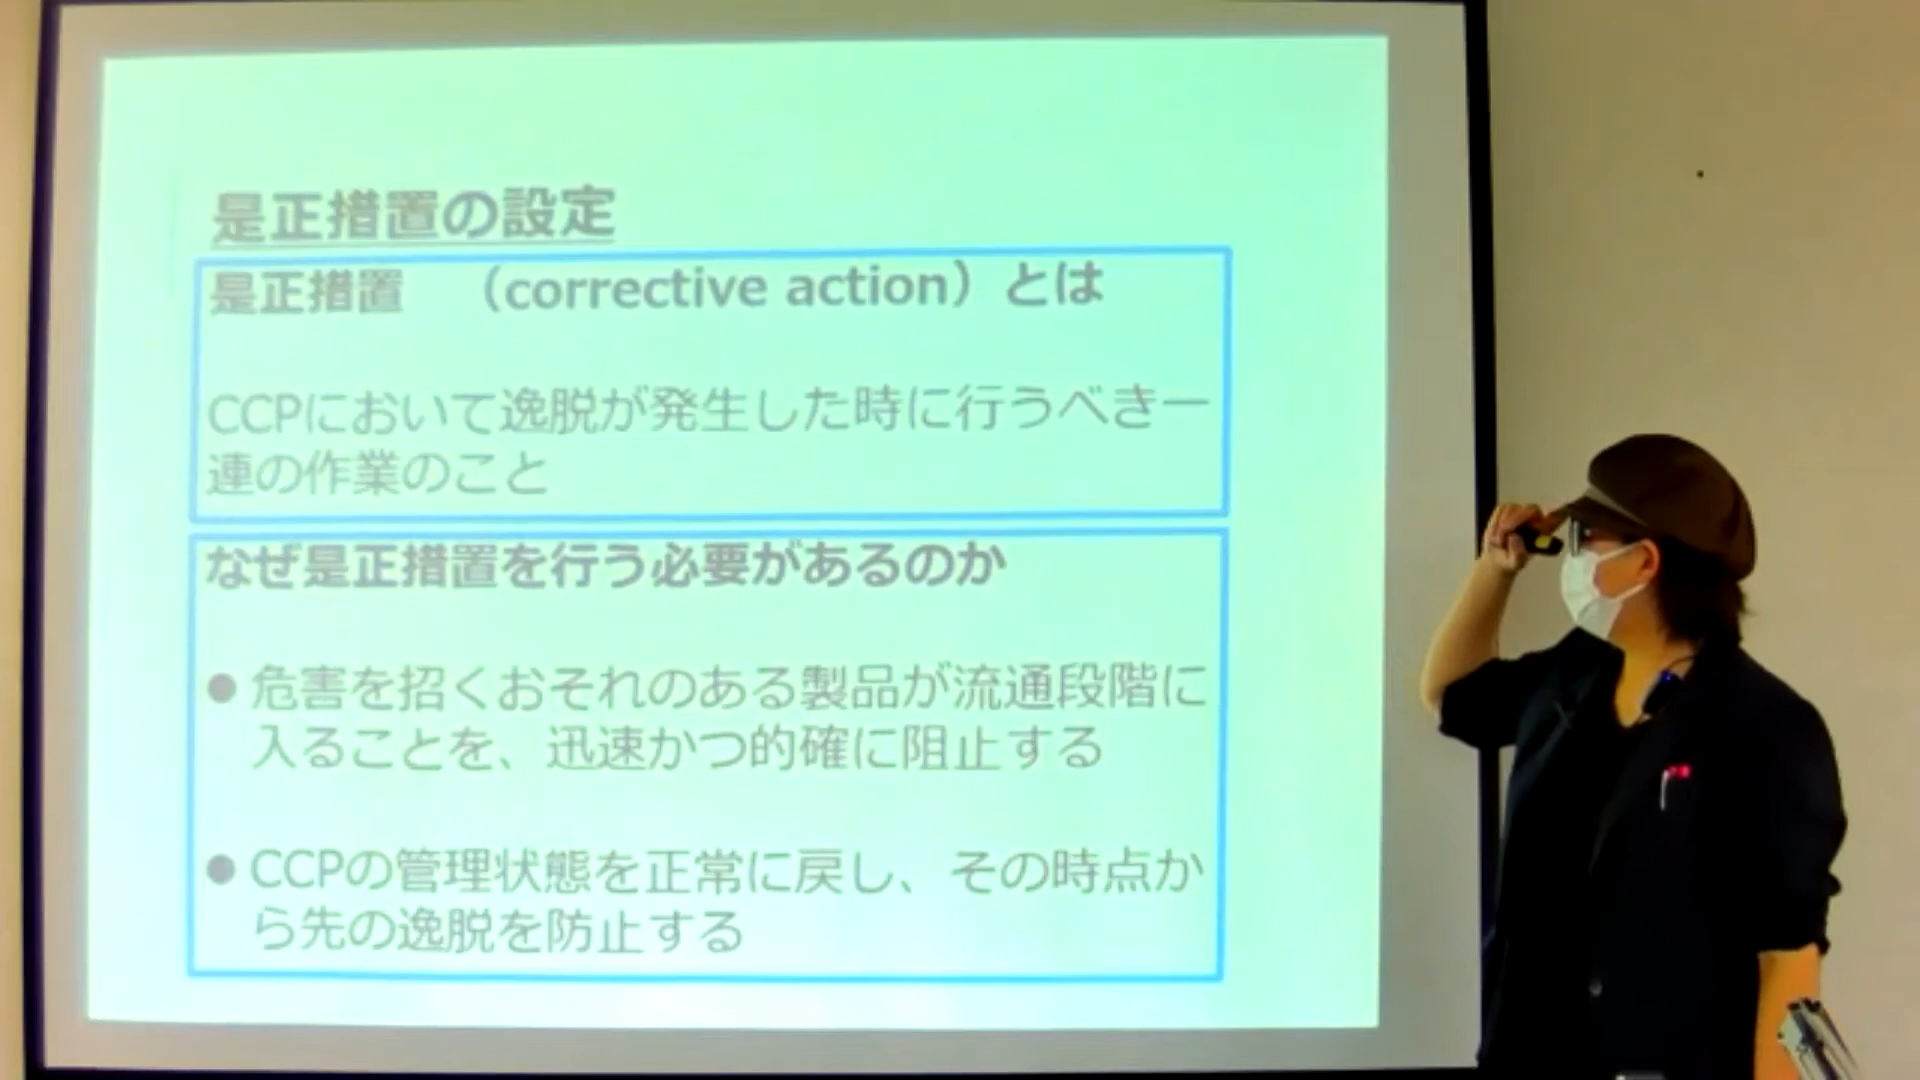 是正措置の設定
是正措置　（corrective action）とは
CCPにおいて逸脱が発生した時に行うべき一
連の作業のこと
なぜ是正措置を行う必要があるのか
● 危害を招くおそれのある製品が流通段階に
入ることを、迅速かつ的確に阻止する
● CCPの管理状態を正常に戻し、その時点か
ら先の逸脱を防止する